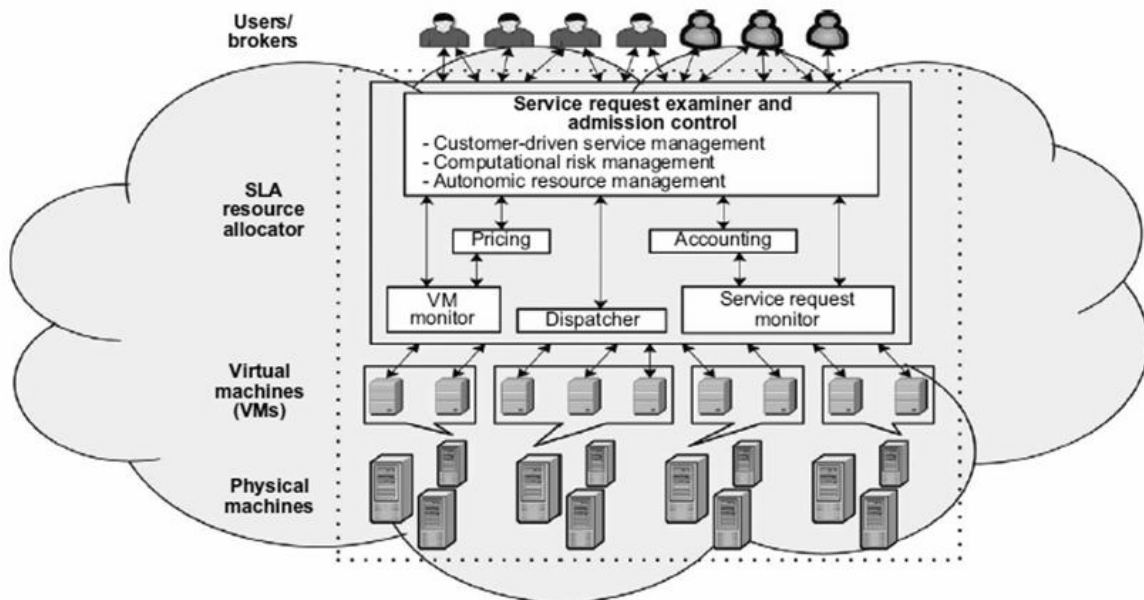 Users/
brokers
Service request examiner and
admission control
- Customer-driven service management
- Computational risk management
- Autonomic resource management
SLA
resource
allocator
Pricing
Accounting
VM
monitor
Dispatcher
Service request
monitor
Virtual
machines
(VMs)
Physical
machines